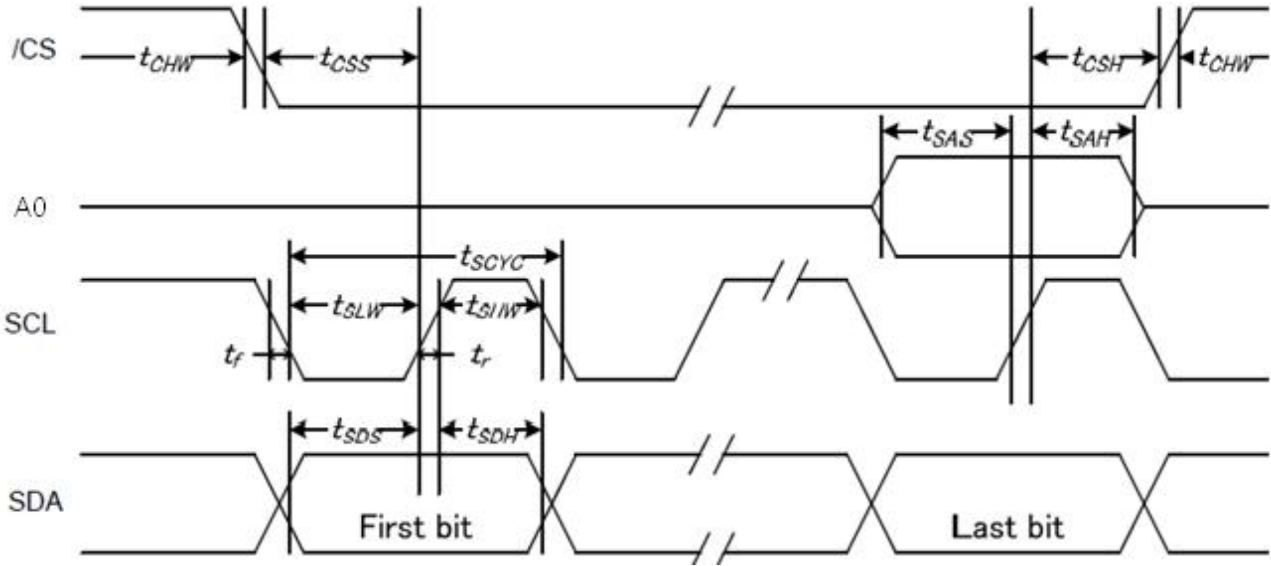 /CS
tCHW
tCSS
tCSH
tCHW
tSAS
tSAH
A0
tSCYC
tSLW
tSHW
SCL
tf
tr
tSDS
tSDH
SDA
First bit
Last bit